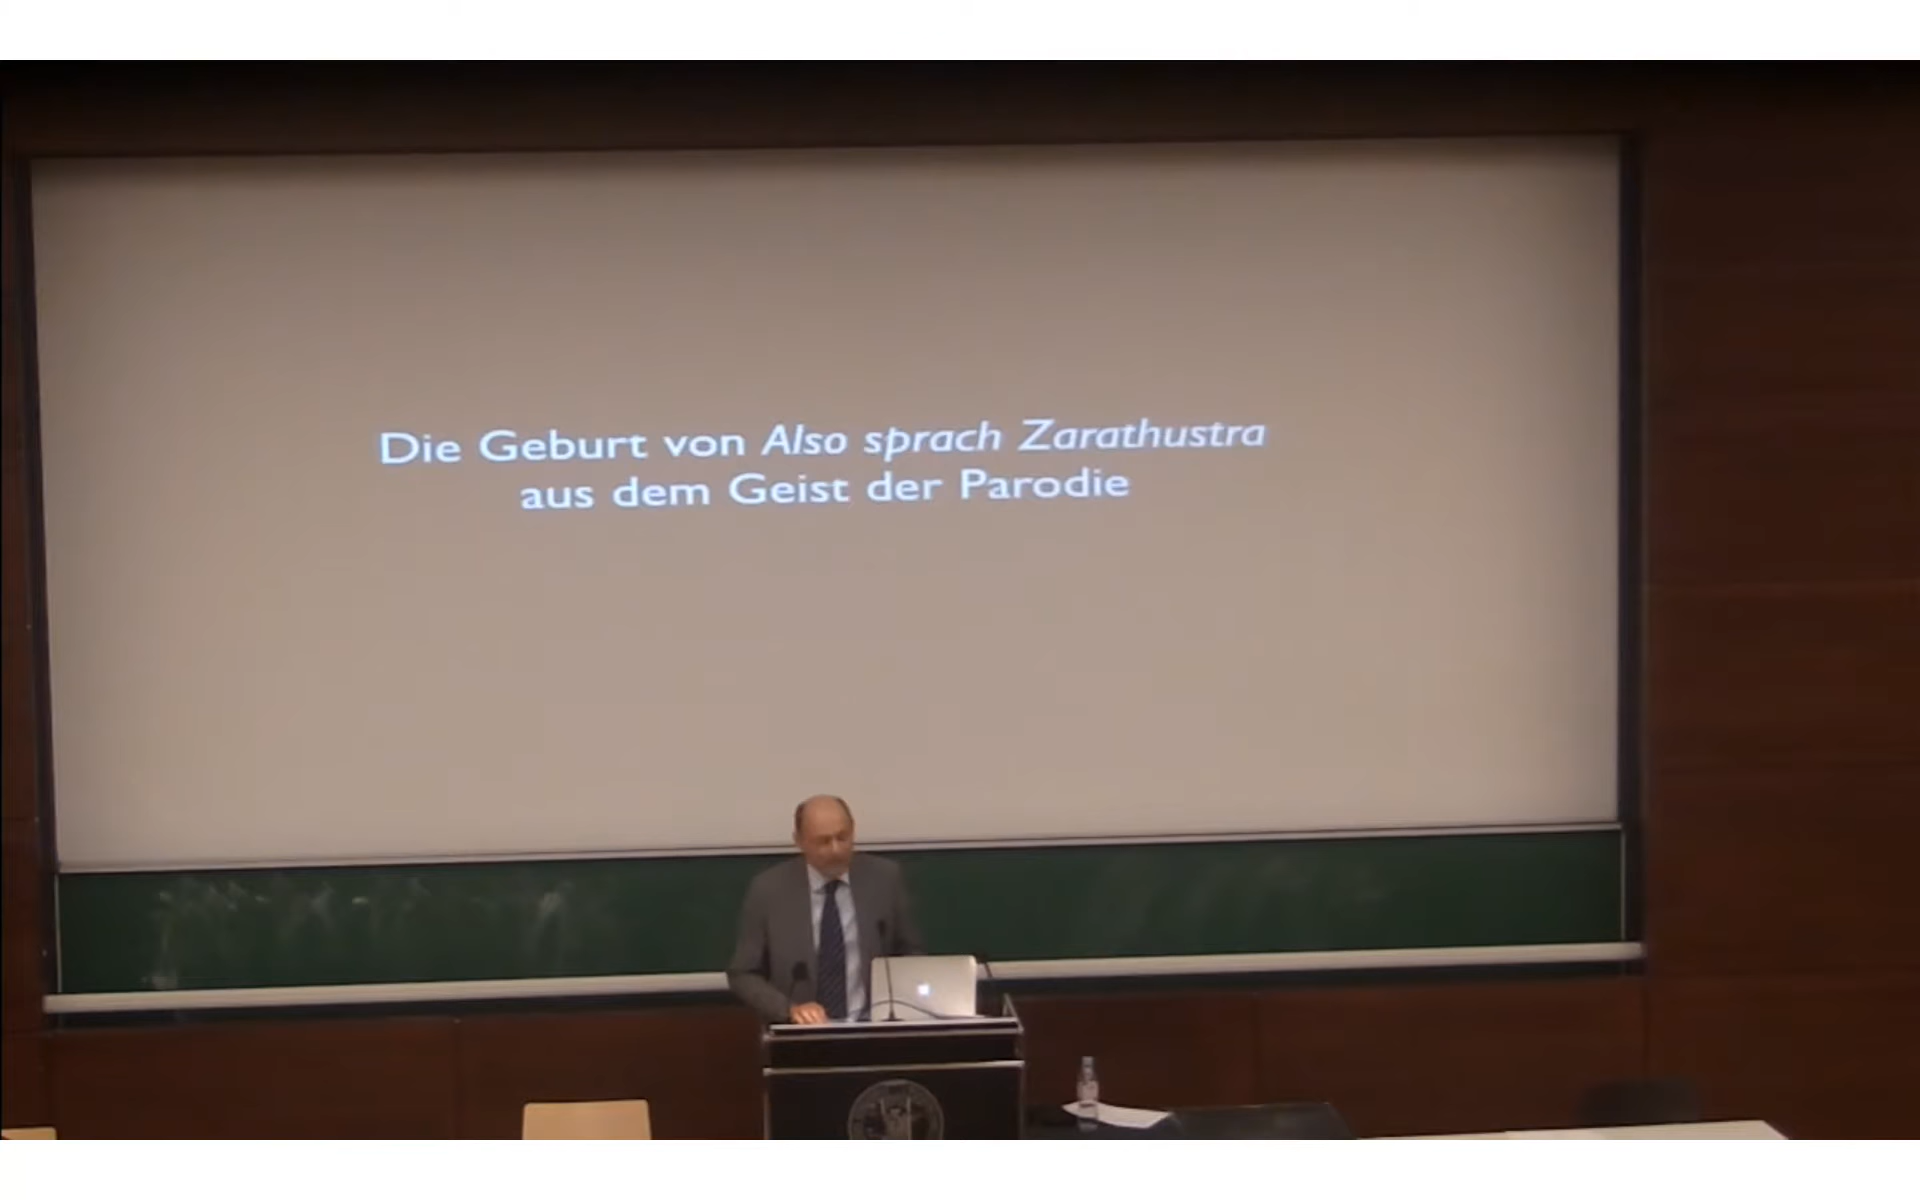 Die Geburt von Also sprach Zarathustra
aus dem Geist der Parodie